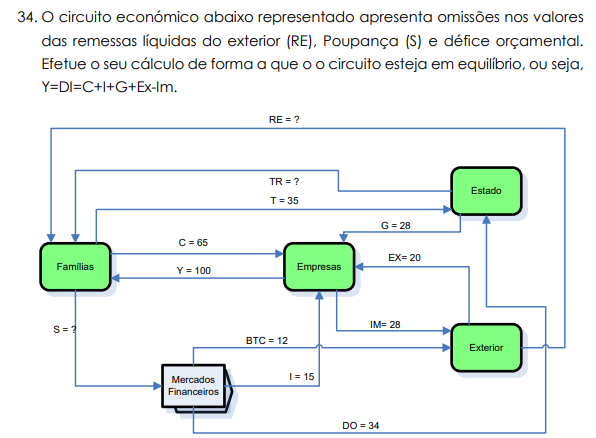 34. O circuito económico abaixo representado apresenta omissões nos valores
das remessas líquidas do exterior (RE), Poupança (S) e défice orçamental.
Efetue o seu cálculo de forma a que o o circuito esteja em equilíbrio, ou seja,
Y=DI=C+I+G+Ex-Im.
RE = ?
TR = ?
T = 35
Estado
G = 28
C = 65
Famílias
Empresas
EX= 20
Y = 100
S = ?
IM= 28
BTC = 12
Exterior
I = 15
Mercados
Financeiros
DO = 34